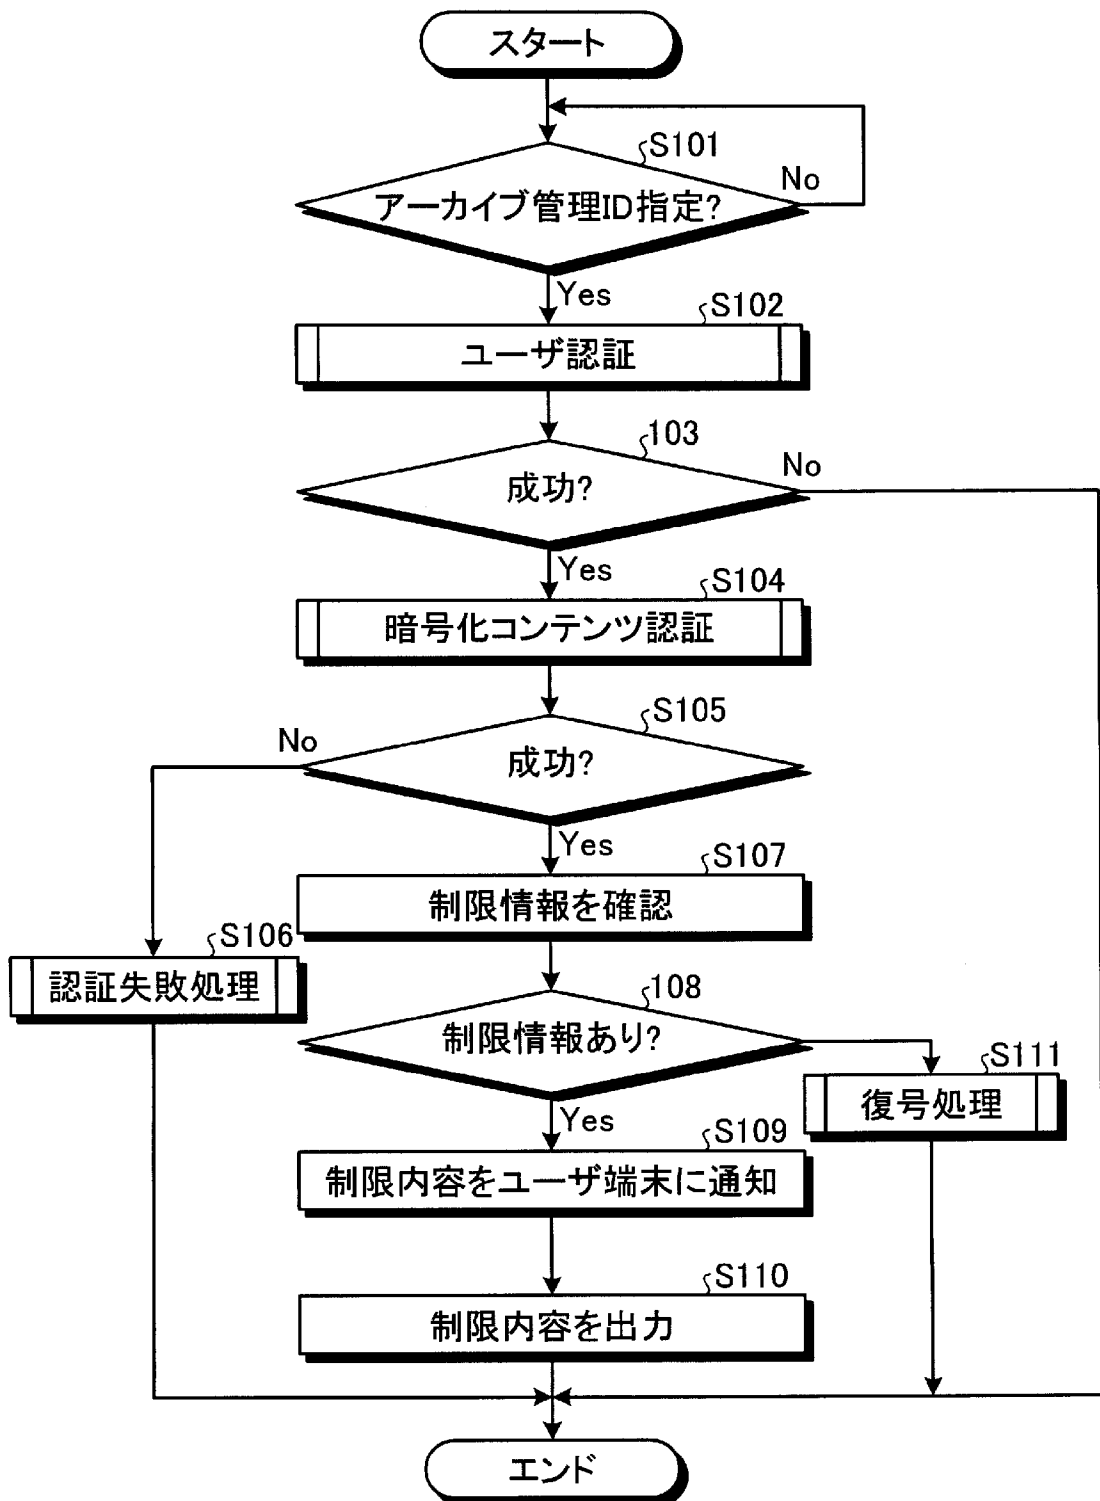 スタート
S101
アーカイブ管理ID指定?
No
Yes
S102
ユーザ認証
103
成功?
No
Yes
S104
暗号化コンテンツ認証
S105
成功?
No
Yes
S107
制限情報を確認
S106
認証失敗処理
108
制限情報あり?
S111
復号処理
Yes
S109
制限内容をユーザ端末に通知
S110
制限内容を出力
エンド